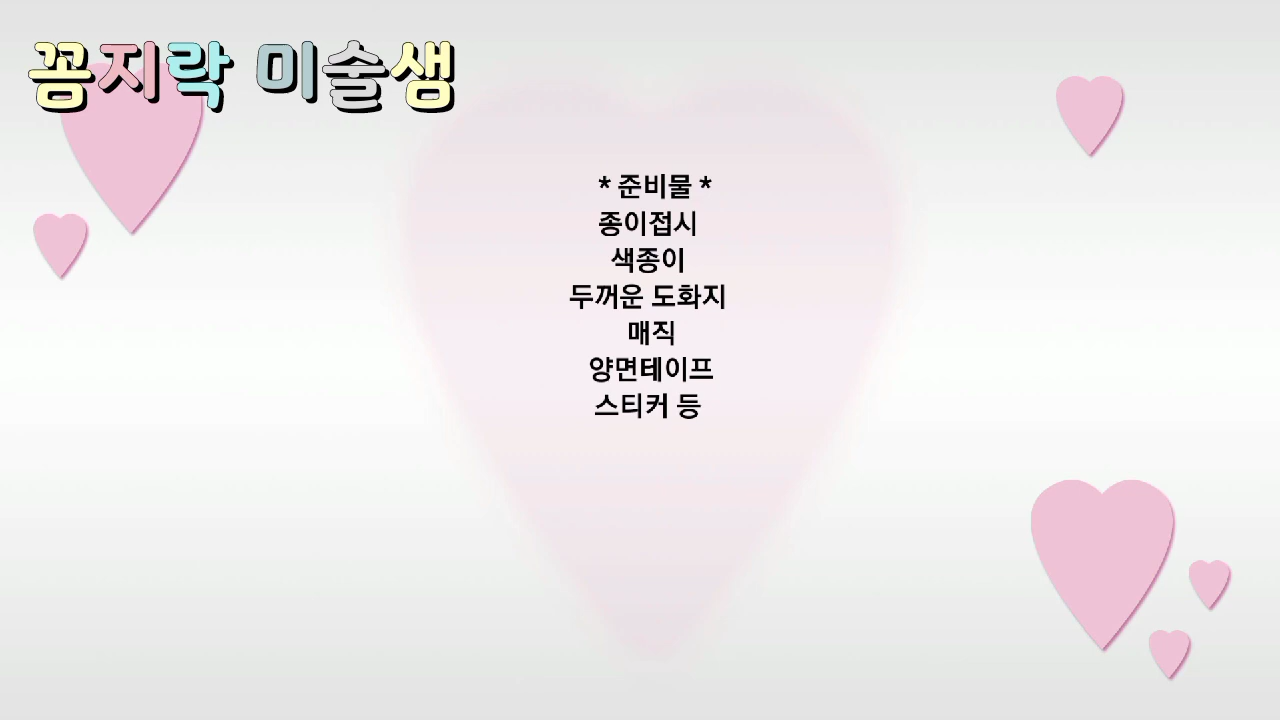 꼼지락 미술샘
* 준비물 *
종이접시
색종이
두꺼운 도화지
매직
양면테이프
스티커 등